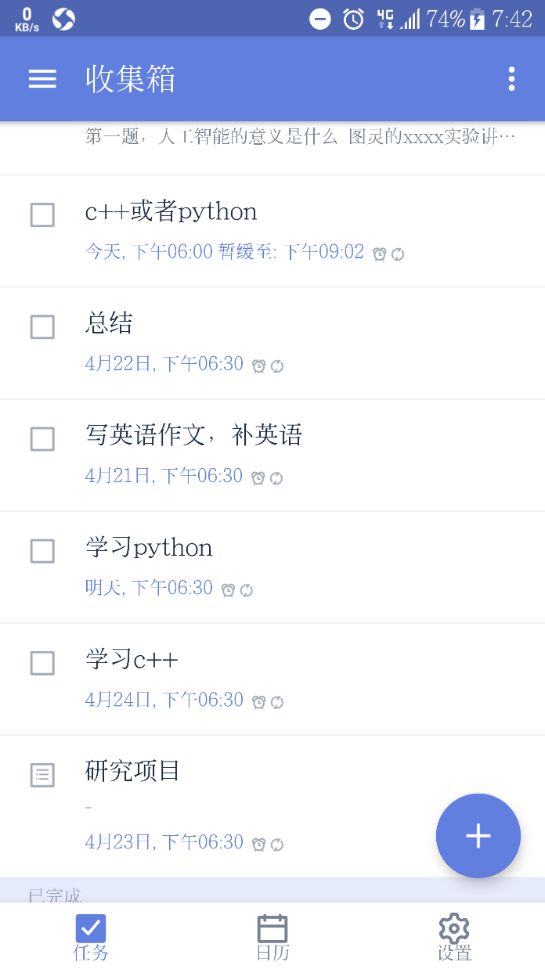 0
KB/s
4G
74%
7:42
收集箱
第一题，人工智能的意义是什么 图灵的xxxx实验讲…
c++或者python
今天, 下午06:00 暂缓至: 下午09:02
总结
4月22日, 下午06:30
写英语作文，补英语
4月21日, 下午06:30
学习python
明天, 下午06:30
学习c++
4月24日, 下午06:30
研究项目
-
4月23日, 下午06:30
已完成
任务
日历
设置